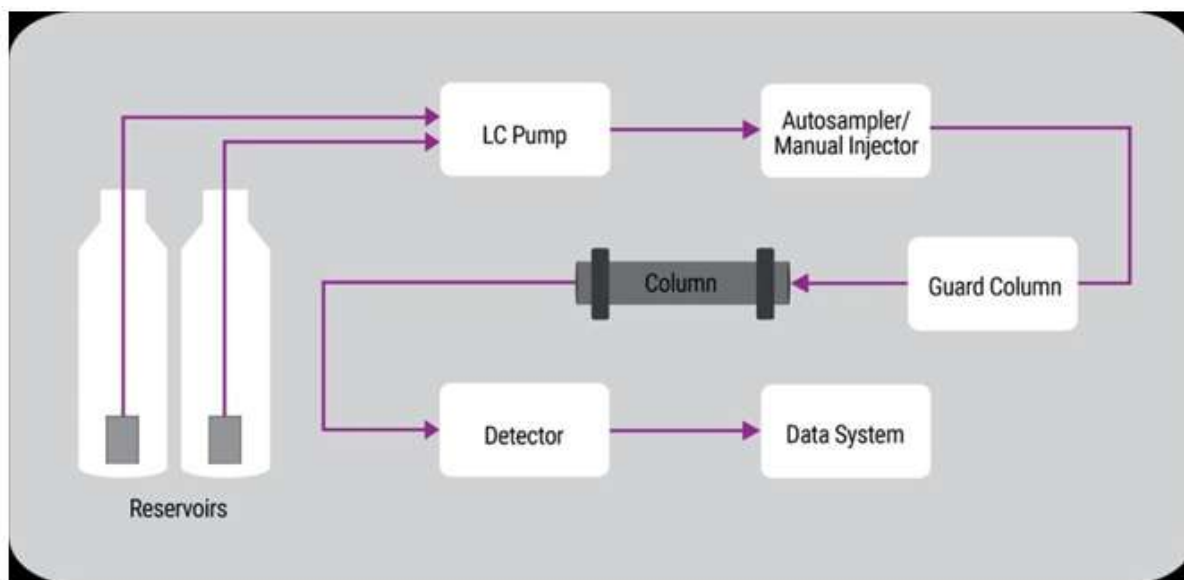 LC Pump
Autosampler/
Manual Injector
Column
Guard Column
Detector
Data System
Reservoirs